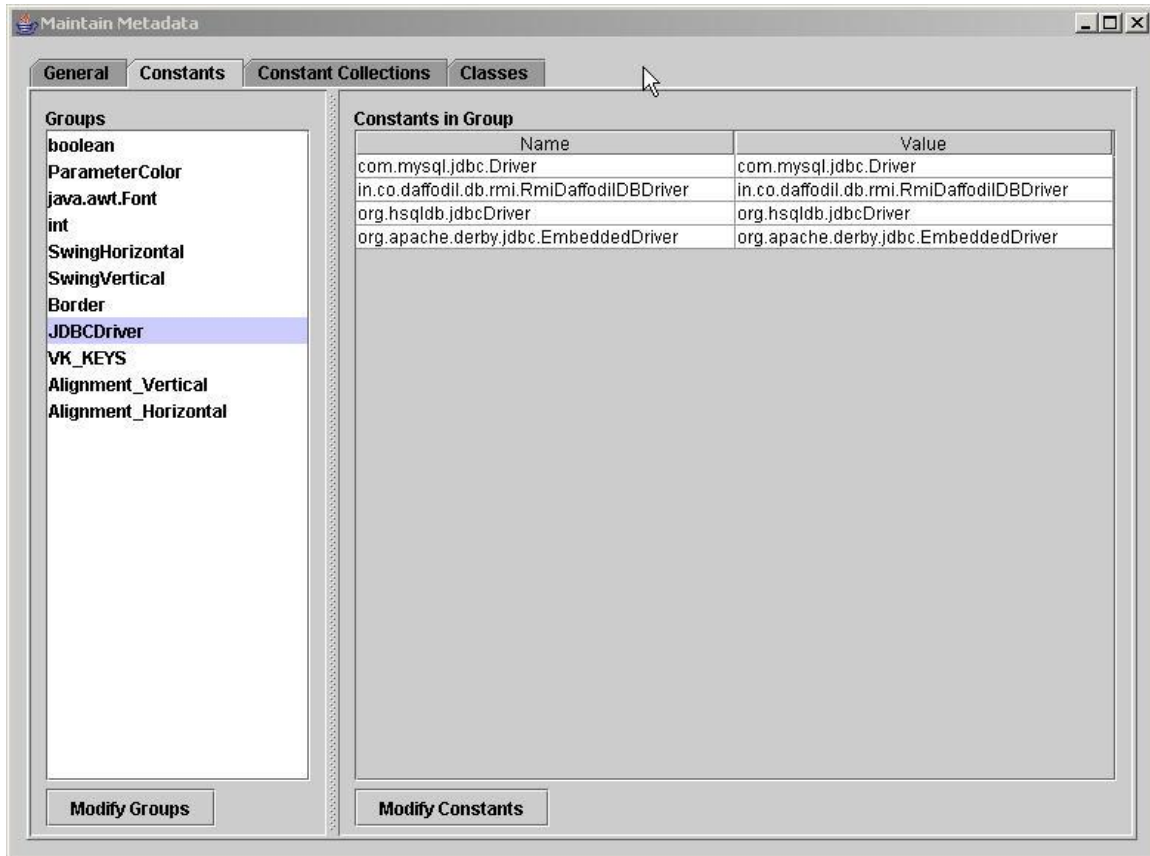 Maintain Metadata
General Constants Constant Collections Classes
Groups
boolean
ParameterColor
java.awt.Font
int
SwingHorizontal
SwingVertical
Border
JDBCDriver
VK_KEYS
Alignment_Vertical
Alignment_Horizontal
Modify Groups
Constants in Group
Name Value
com.mysql.jdbc.Driver com.mysql.jdbc.Driver
in.co.daffodil.db.rmi.RmiDaffodilDBDriver in.co.daffodil.db.rmi.RmiDaffodilDBDriver
org.hsqldb.jdbcDriver org.hsqldb.jdbcDriver
org.apache.derby.jdbc.EmbeddedDriver org.apache.derby.jdbc.EmbeddedDriver
Modify Constants